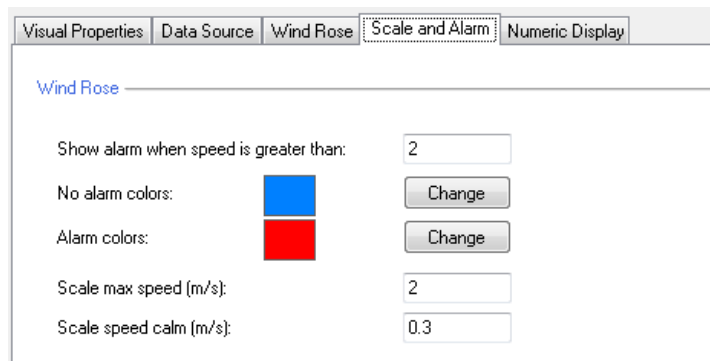 Visual Properties Data Source Wind Rose Scale and Alarm Numeric Display
Wind Rose
Show alarm when speed is greater than: 2
No alarm colors: Change
Alarm colors: Change
Scale max speed (m/s): 2
Scale speed calm (m/s): 0.3